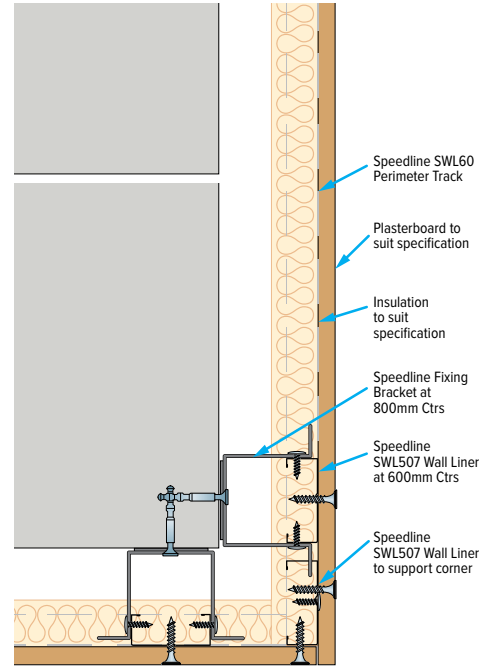 Speedline SWL60
Perimeter Track
Plasterboard to
suit specification
Insulation
to suit
specification
Speedline Fixing
Bracket at
800mm Ctrs
Speedline
SWL507 Wall Liner
at 600mm Ctrs
Speedline
SWL507 Wall Liner
to support corner